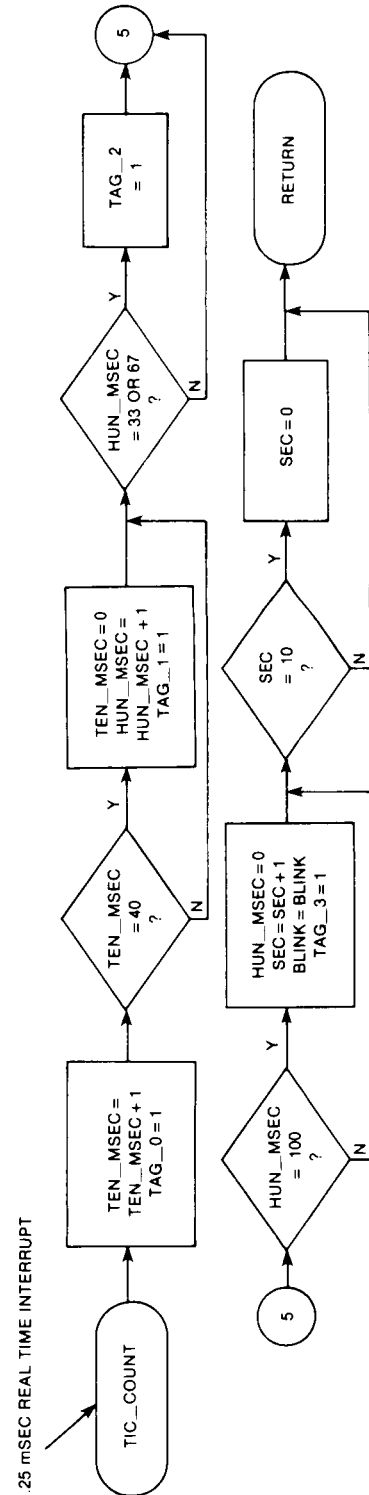 .25 mSEC REAL TIME INTERRUPT
TIC_COUNT
TEN_MSEC=
TEN_MSEC+1
TAG_0=1
TEN_MSEC
=40
?
Y
N
TEN_MSEC=0
HUN_MSEC=
HUN_MSEC+1
TAG_1=1
HUN_MSEC
=33 OR 67
?
Y
N
TAG_2
=1
5
5
HUN_MSEC
=100
?
Y
N
HUN_MSEC=0
SEC=SEC+1
BLINK=BLINK
TAG_3=1
SEC
=10
?
Y
N
SEC=0
RETURN